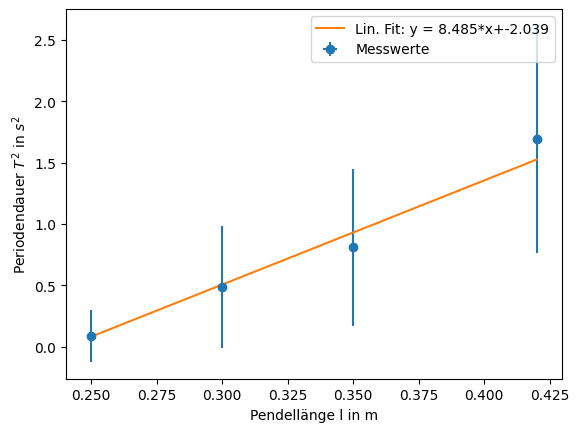 Lin. Fit: y = 8.485*x+-2.039
Messwerte
Periodendauer T² in s²
2.5
2.0
1.5
1.0
0.5
0.0
0.250 0.275 0.300 0.325 0.350 0.375 0.400 0.425
Pendellänge l in m